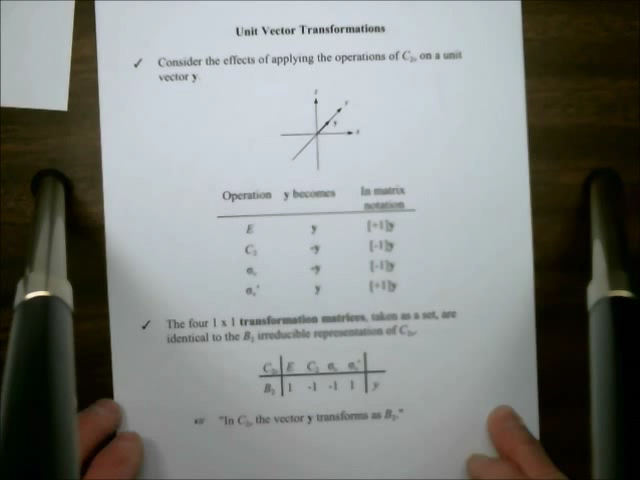 Unit Vector Transformations
✓ Consider the effects of applying the operations of C2v on a unit
vector y.
z
y
y
x
Operation y becomes In matrix
notation
E y [+1]y
C2 -y [-1]y
σv -y [-1]y
σv' y [+1]y
✓ The four 1 x 1 transformation matrices, taken as a set, are
identical to the B2 irreducible representation of C2v.
C2v E C2 σv σv'
B2 1 -1 -1 1 y
☞ "In C2v the vector y transforms as B2."